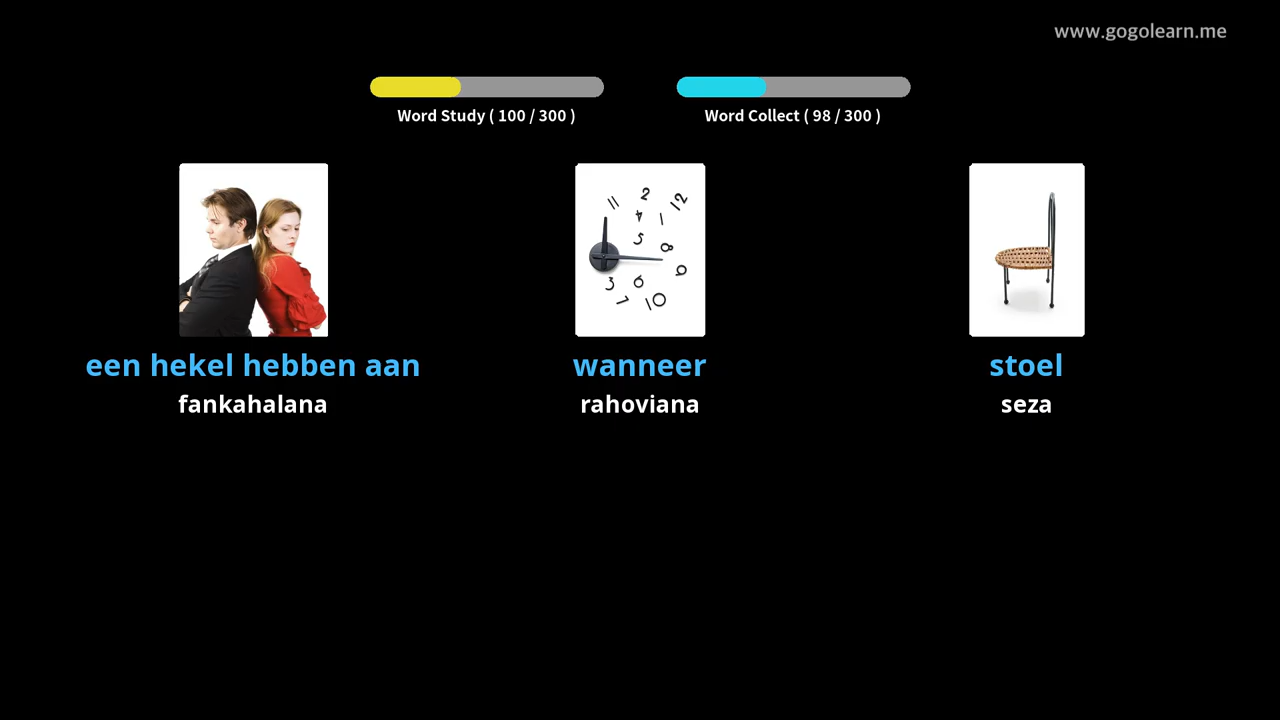 www.gogolearn.me
Word Study ( 100 / 300 )
Word Collect ( 98 / 300 )
een hekel hebben aan
fankahalana
wanneer
rahoviana
stoel
seza